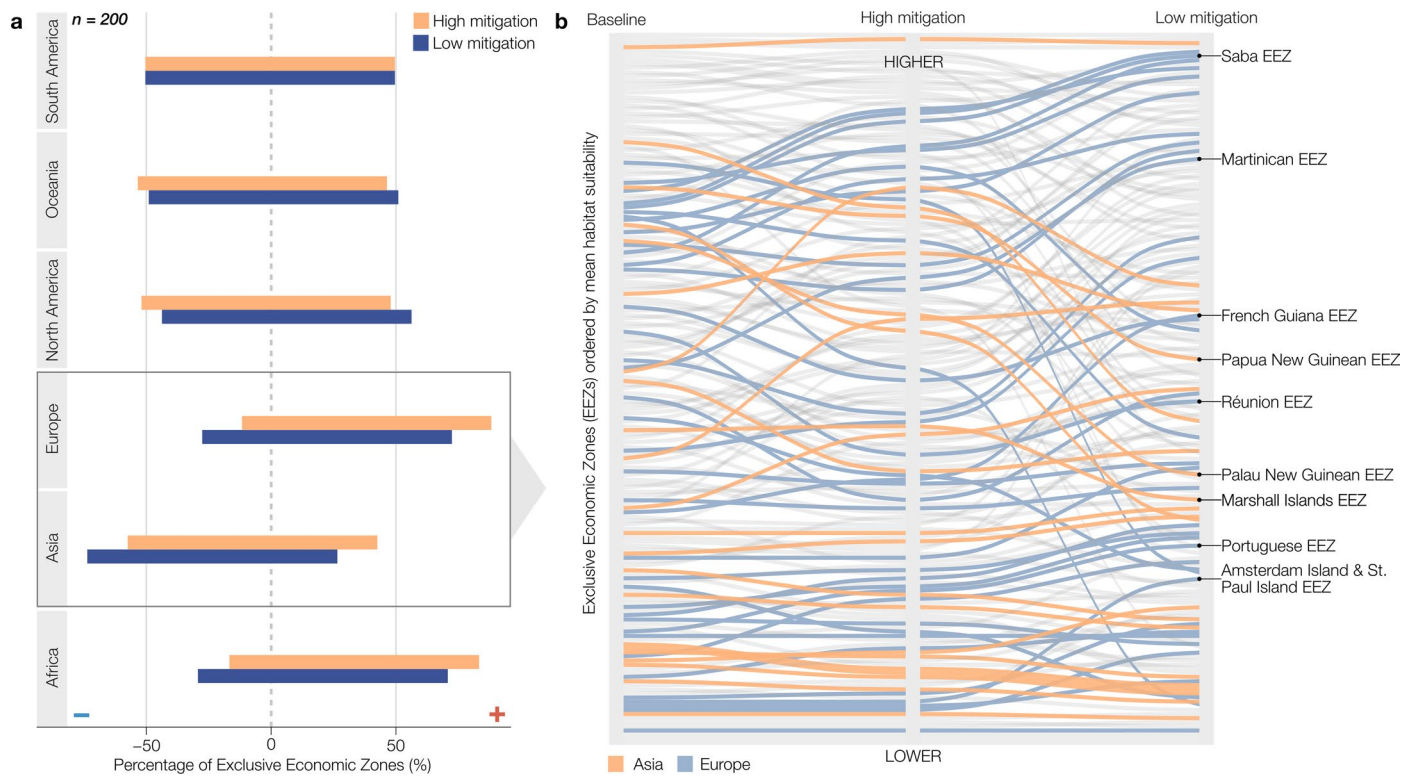 a
n = 200
High mitigation
Low mitigation
South America
Oceania
North America
Europe
Asia
Africa
−
+
−50
0
50
Percentage of Exclusive Economic Zones (%)
b
Baseline
High mitigation
Low mitigation
HIGHER
Exclusive Economic Zones (EEZs) ordered by mean habitat suitability
Saba EEZ
Martinican EEZ
French Guiana EEZ
Papua New Guinean EEZ
Réunion EEZ
Palau New Guinean EEZ
Marshall Islands EEZ
Portuguese EEZ
Amsterdam Island & St.
Paul Island EEZ
LOWER
Asia
Europe